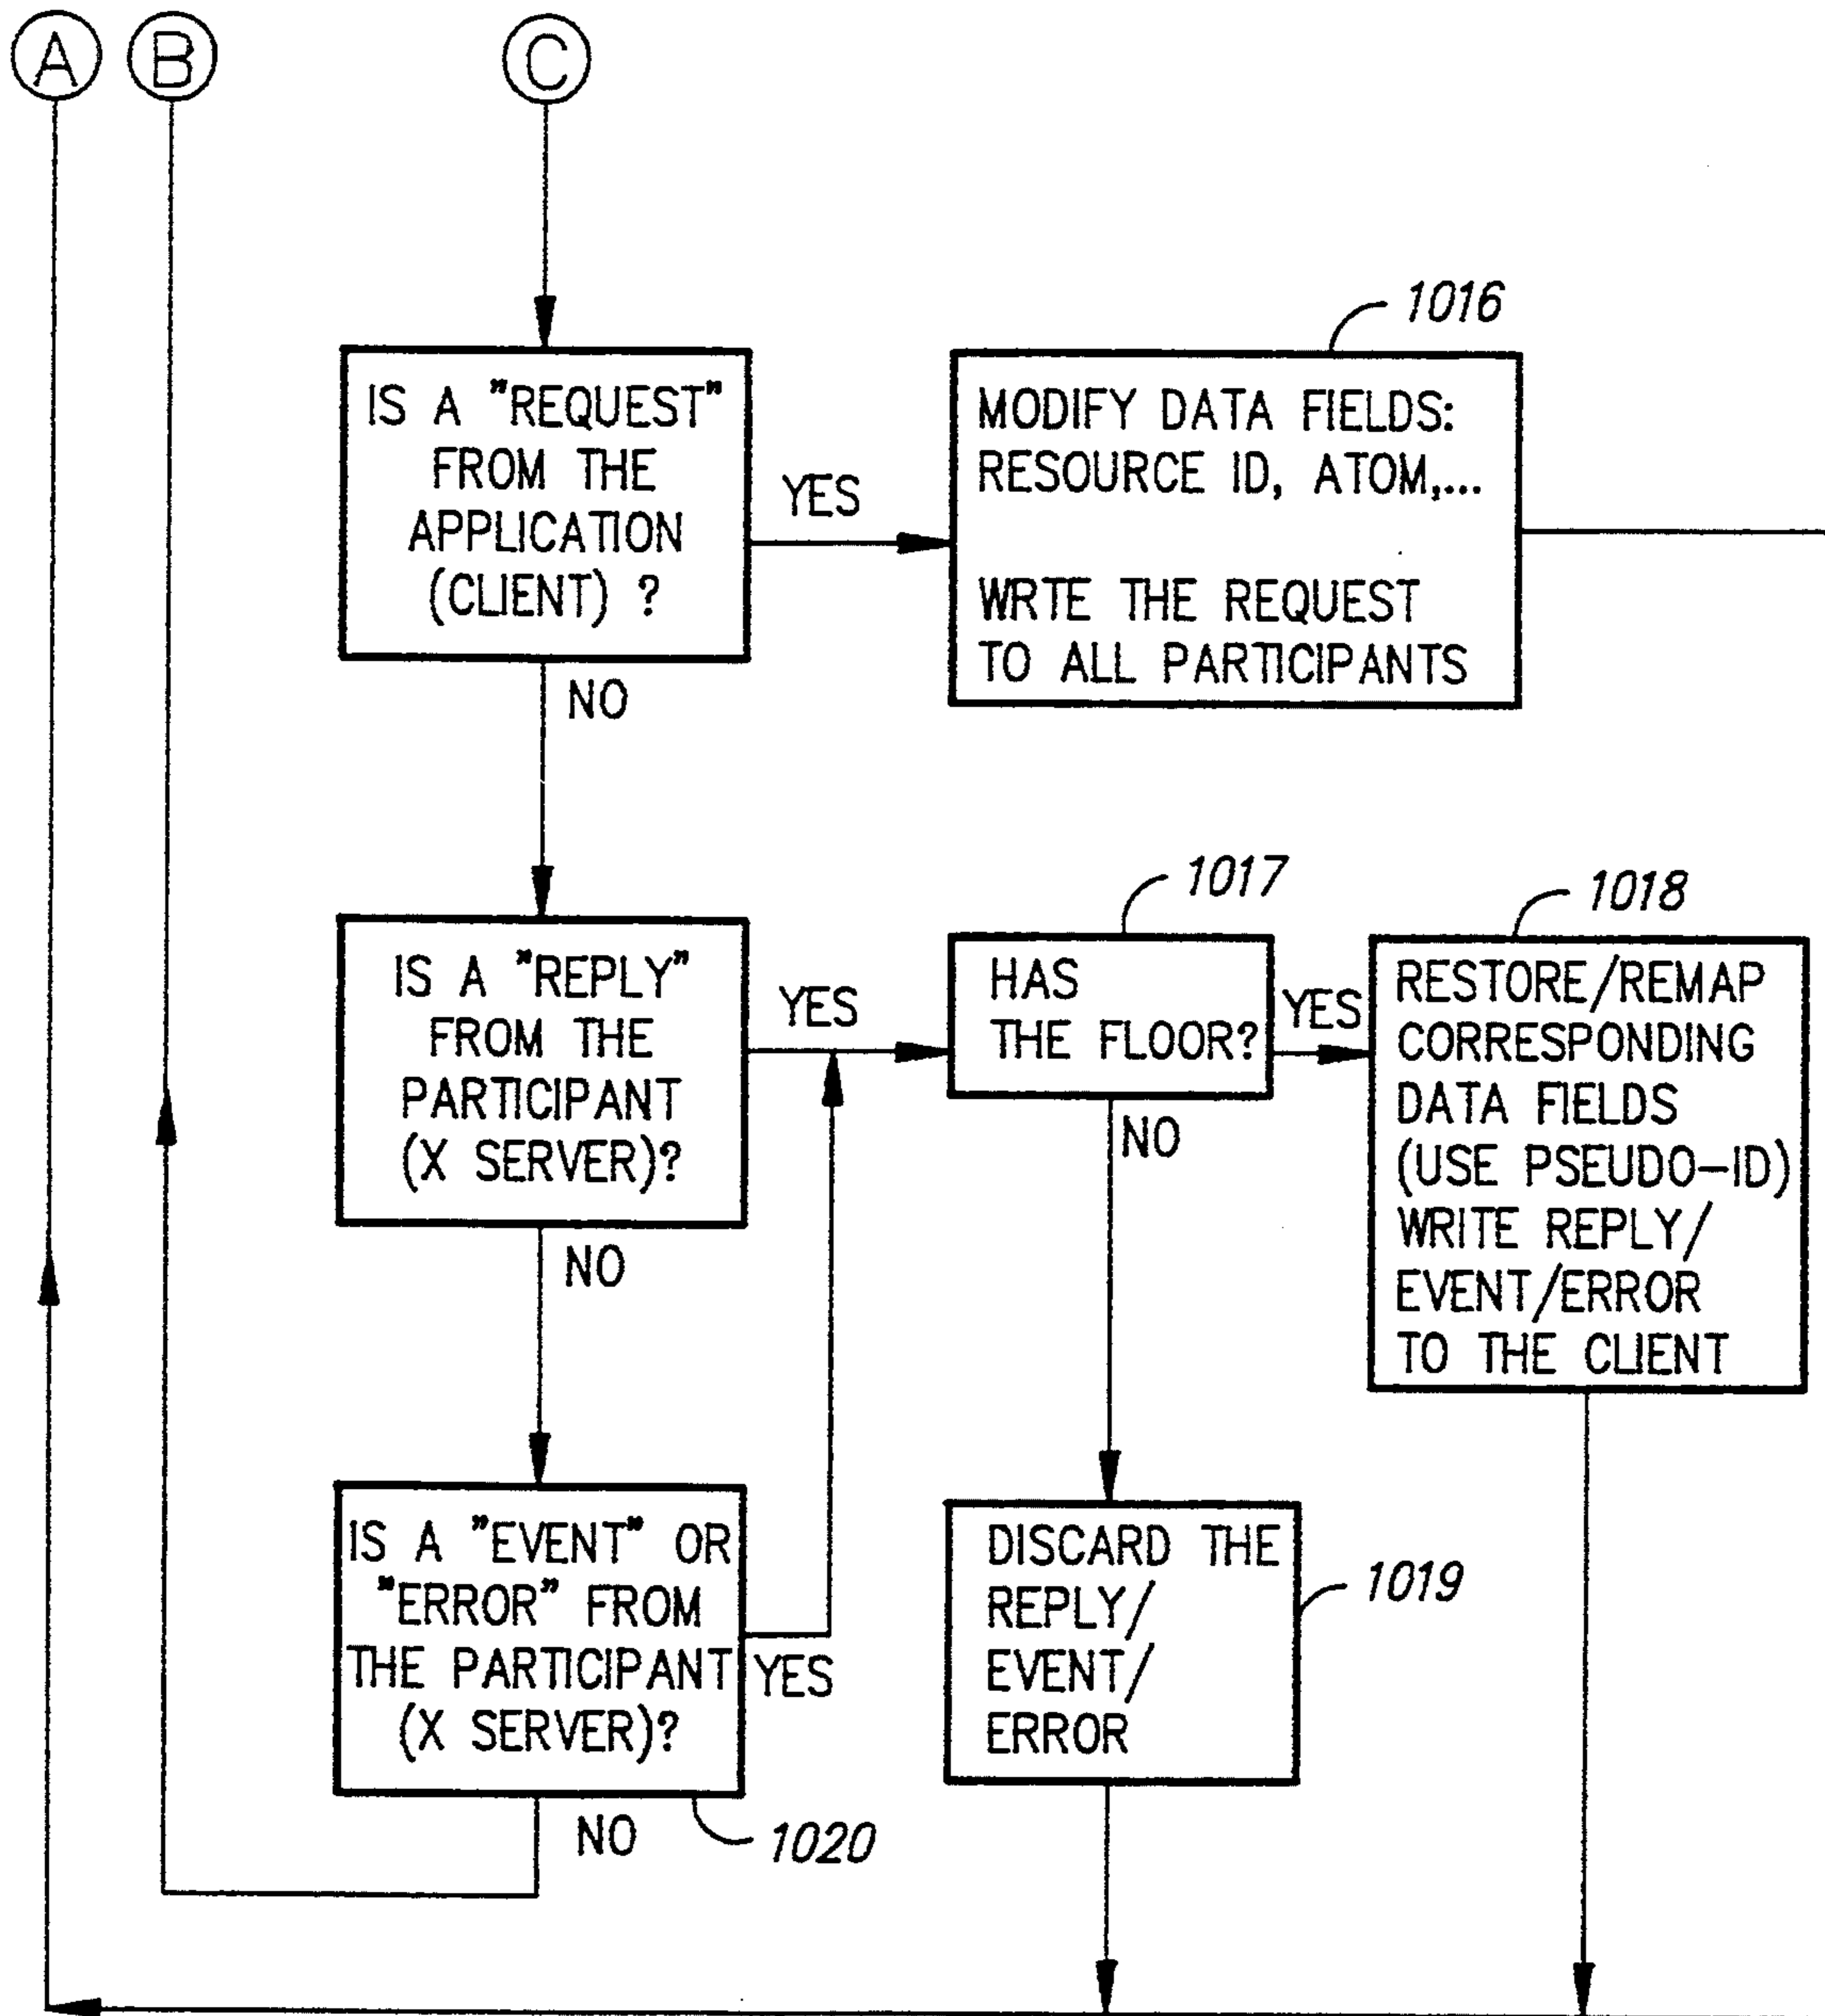 A
B
C
1016
IS A "REQUEST"
FROM THE
APPLICATION
(CLIENT) ?
YES
MODIFY DATA FIELDS:
RESOURCE ID, ATOM,...
WRTE THE REQUEST
TO ALL PARTICIPANTS
NO
1017
1018
IS A "REPLY"
FROM THE
PARTICIPANT
(X SERVER)?
YES
HAS
THE FLOOR?
YES
RESTORE/REMAP
CORRESPONDING
DATA FIELDS
(USE PSEUDO-ID)
WRITE REPLY/
EVENT/ERROR
TO THE CLIENT
NO
NO
IS A "EVENT" OR
"ERROR" FROM
THE PARTICIPANT
(X SERVER)?
YES
DISCARD THE
REPLY/
EVENT/
ERROR
1019
NO
1020